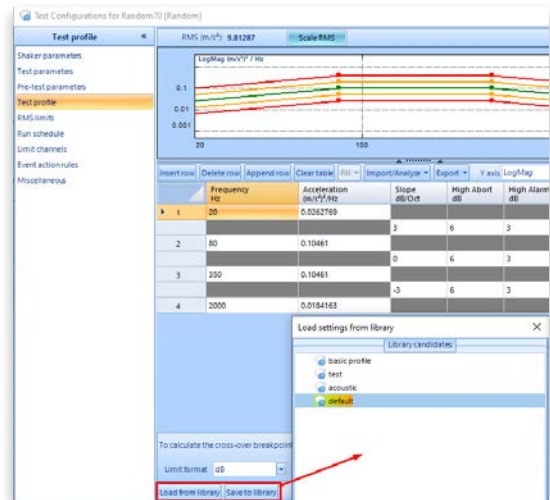 Test Configurations for Random70 (Random)
Test profile «
RMS (m/s²): 9.81287 Scale RMS
Shaker parameters
Test parameters
Pre-test parameters
Test profile
RMS limits
Run schedule
Limit channels
Event action rules
Miscellaneous
LogMag (m/s²)² / Hz
0.1
0.01
0.001
20 100
Insert row Delete row Append row Clear table Fill Import/Analyze Export Y axis LogMag
Frequency Hz Acceleration (m/s²)²/Hz Slope dB/Oct High Abort dB High Alarm dB
1 20 0.0262769
3 6 3
2 80 0.10461
0 6 3
3 350 0.10461
-3 6 3
4 2000 0.0184163
Load settings from library
Library candidates
basic profile
test
acoustic
default
To calculate the cross-over breakpoin
Limit format dB
Load from library Save to library